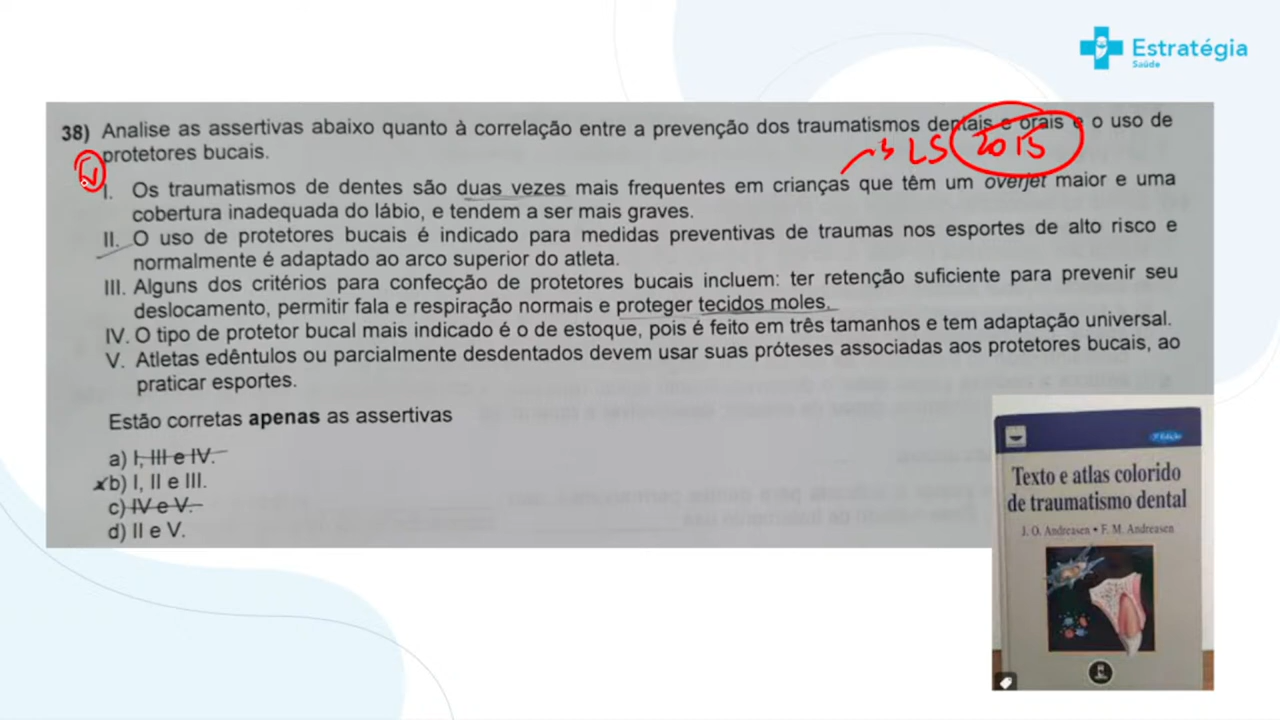 Estratégia
Saúde
38) Analise as assertivas abaixo quanto à correlação entre a prevenção dos traumatismos dentais e orais e o uso de
protetores bucais.
LS 2015
V
I. Os traumatismos de dentes são duas vezes mais frequentes em crianças que têm um overjet maior e uma
cobertura inadequada do lábio, e tendem a ser mais graves.
II. O uso de protetores bucais é indicado para medidas preventivas de traumas nos esportes de alto risco e
normalmente é adaptado ao arco superior do atleta.
III. Alguns dos critérios para confecção de protetores bucais incluem: ter retenção suficiente para prevenir seu
deslocamento, permitir fala e respiração normais e proteger tecidos moles.
IV. O tipo de protetor bucal mais indicado é o de estoque, pois é feito em três tamanhos e tem adaptação universal.
V. Atletas edêntulos ou parcialmente desdentados devem usar suas próteses associadas aos protetores bucais, ao
praticar esportes.
Estão corretas apenas as assertivas
a) I, III e IV.
xb) I, II e III.
c) IV e V.
d) II e V.
3ª Edição
Texto e atlas colorido
de traumatismo dental
J. O. Andreasen • F. M. Andreasen